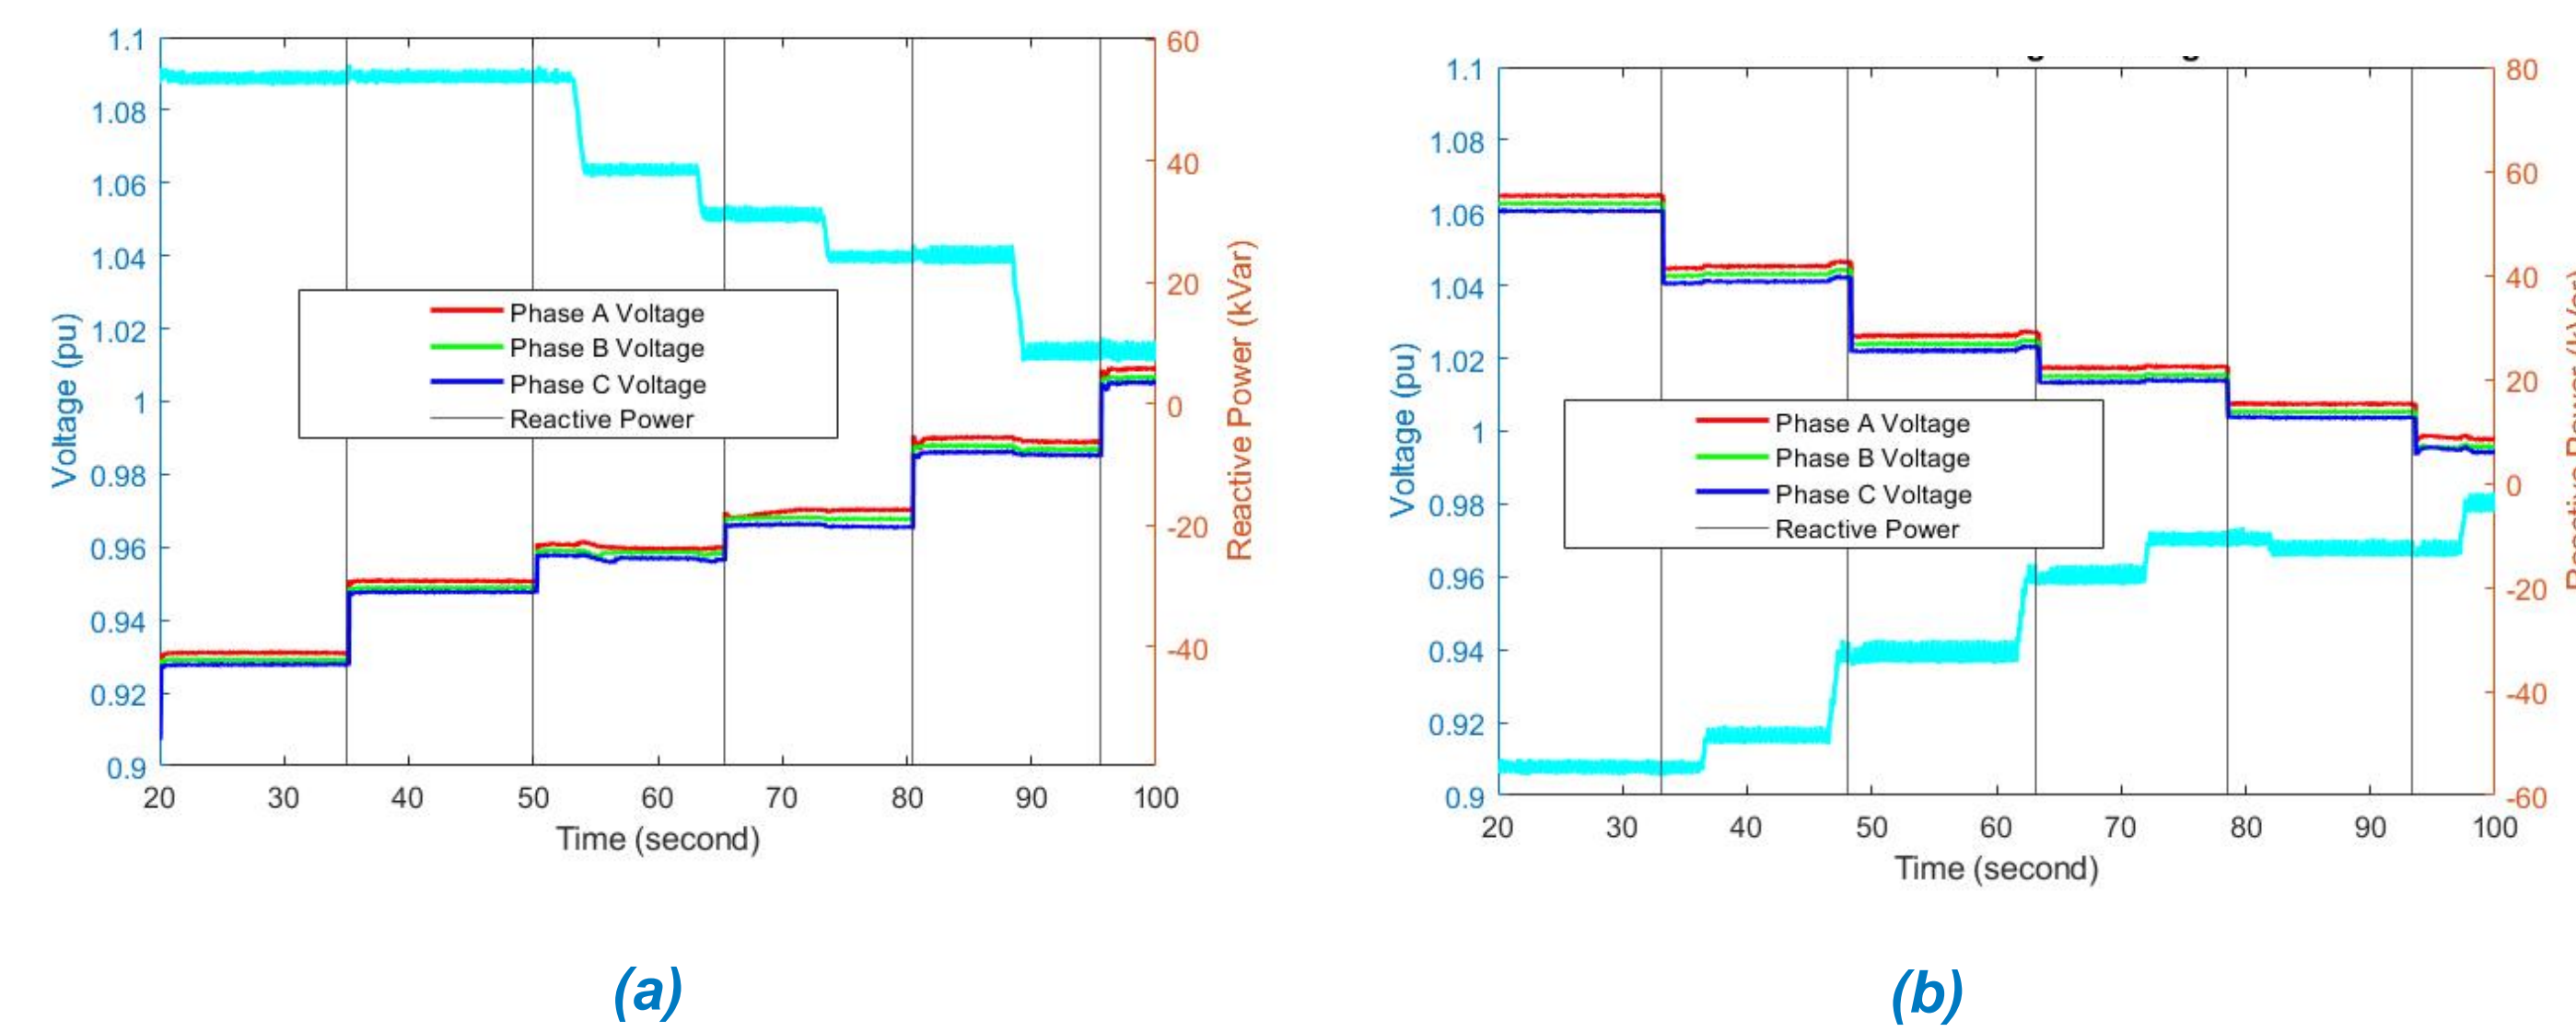 1.1
1.08
1.06
1.04
1.02
1
0.98
0.96
0.94
0.92
0.9
Voltage (pu)
60
40
20
0
-20
-40
Reactive Power (kVar)
Phase A Voltage
Phase B Voltage
Phase C Voltage
Reactive Power
20 30 40 50 60 70 80 90 100
Time (second)
(a)
1.1
1.08
1.06
1.04
1.02
1
0.98
0.96
0.94
0.92
0.9
Voltage (pu)
80
60
40
20
0
-20
-40
-60
Reactive Power (kVar)
Phase A Voltage
Phase B Voltage
Phase C Voltage
Reactive Power
20 30 40 50 60 70 80 90 100
Time (second)
(b)